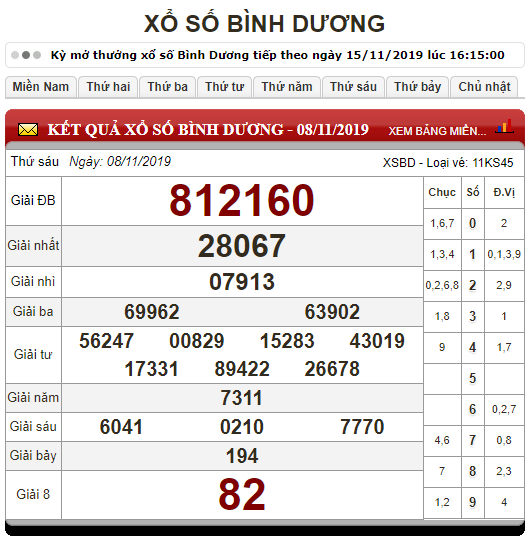 XỔ SỐ BÌNH DƯƠNG
Kỳ mở thưởng xổ số Bình Dương tiếp theo ngày 15/11/2019 lúc 16:15:00
Miền Nam Thứ hai Thứ ba Thứ tư Thứ năm Thứ sáu Thứ bảy Chủ nhật
KẾT QUẢ XỔ SỐ BÌNH DƯƠNG - 08/11/2019 XEM BẢNG MIỀN...
Thứ sáu Ngày: 08/11/2019 XSBD - Loại vé: 11KS45
Giải ĐB 812160
Giải nhất 28067
Giải nhì 07913
Giải ba 69962 63902
Giải tư 56247 00829 15283 43019
17331 89422 26678
Giải năm 7311
Giải sáu 6041 0210 7770
Giải bảy 194
Giải 8 82
Chục Số Đ.Vị
1,6,7 0 2
1,3,4 1 0,1,3,9
0,2,6,8 2 2,9
1,8 3 1
9 4 1,7
5
6 0,2,7
4,6 7 0,8
7 8 2,3
1,2 9 4